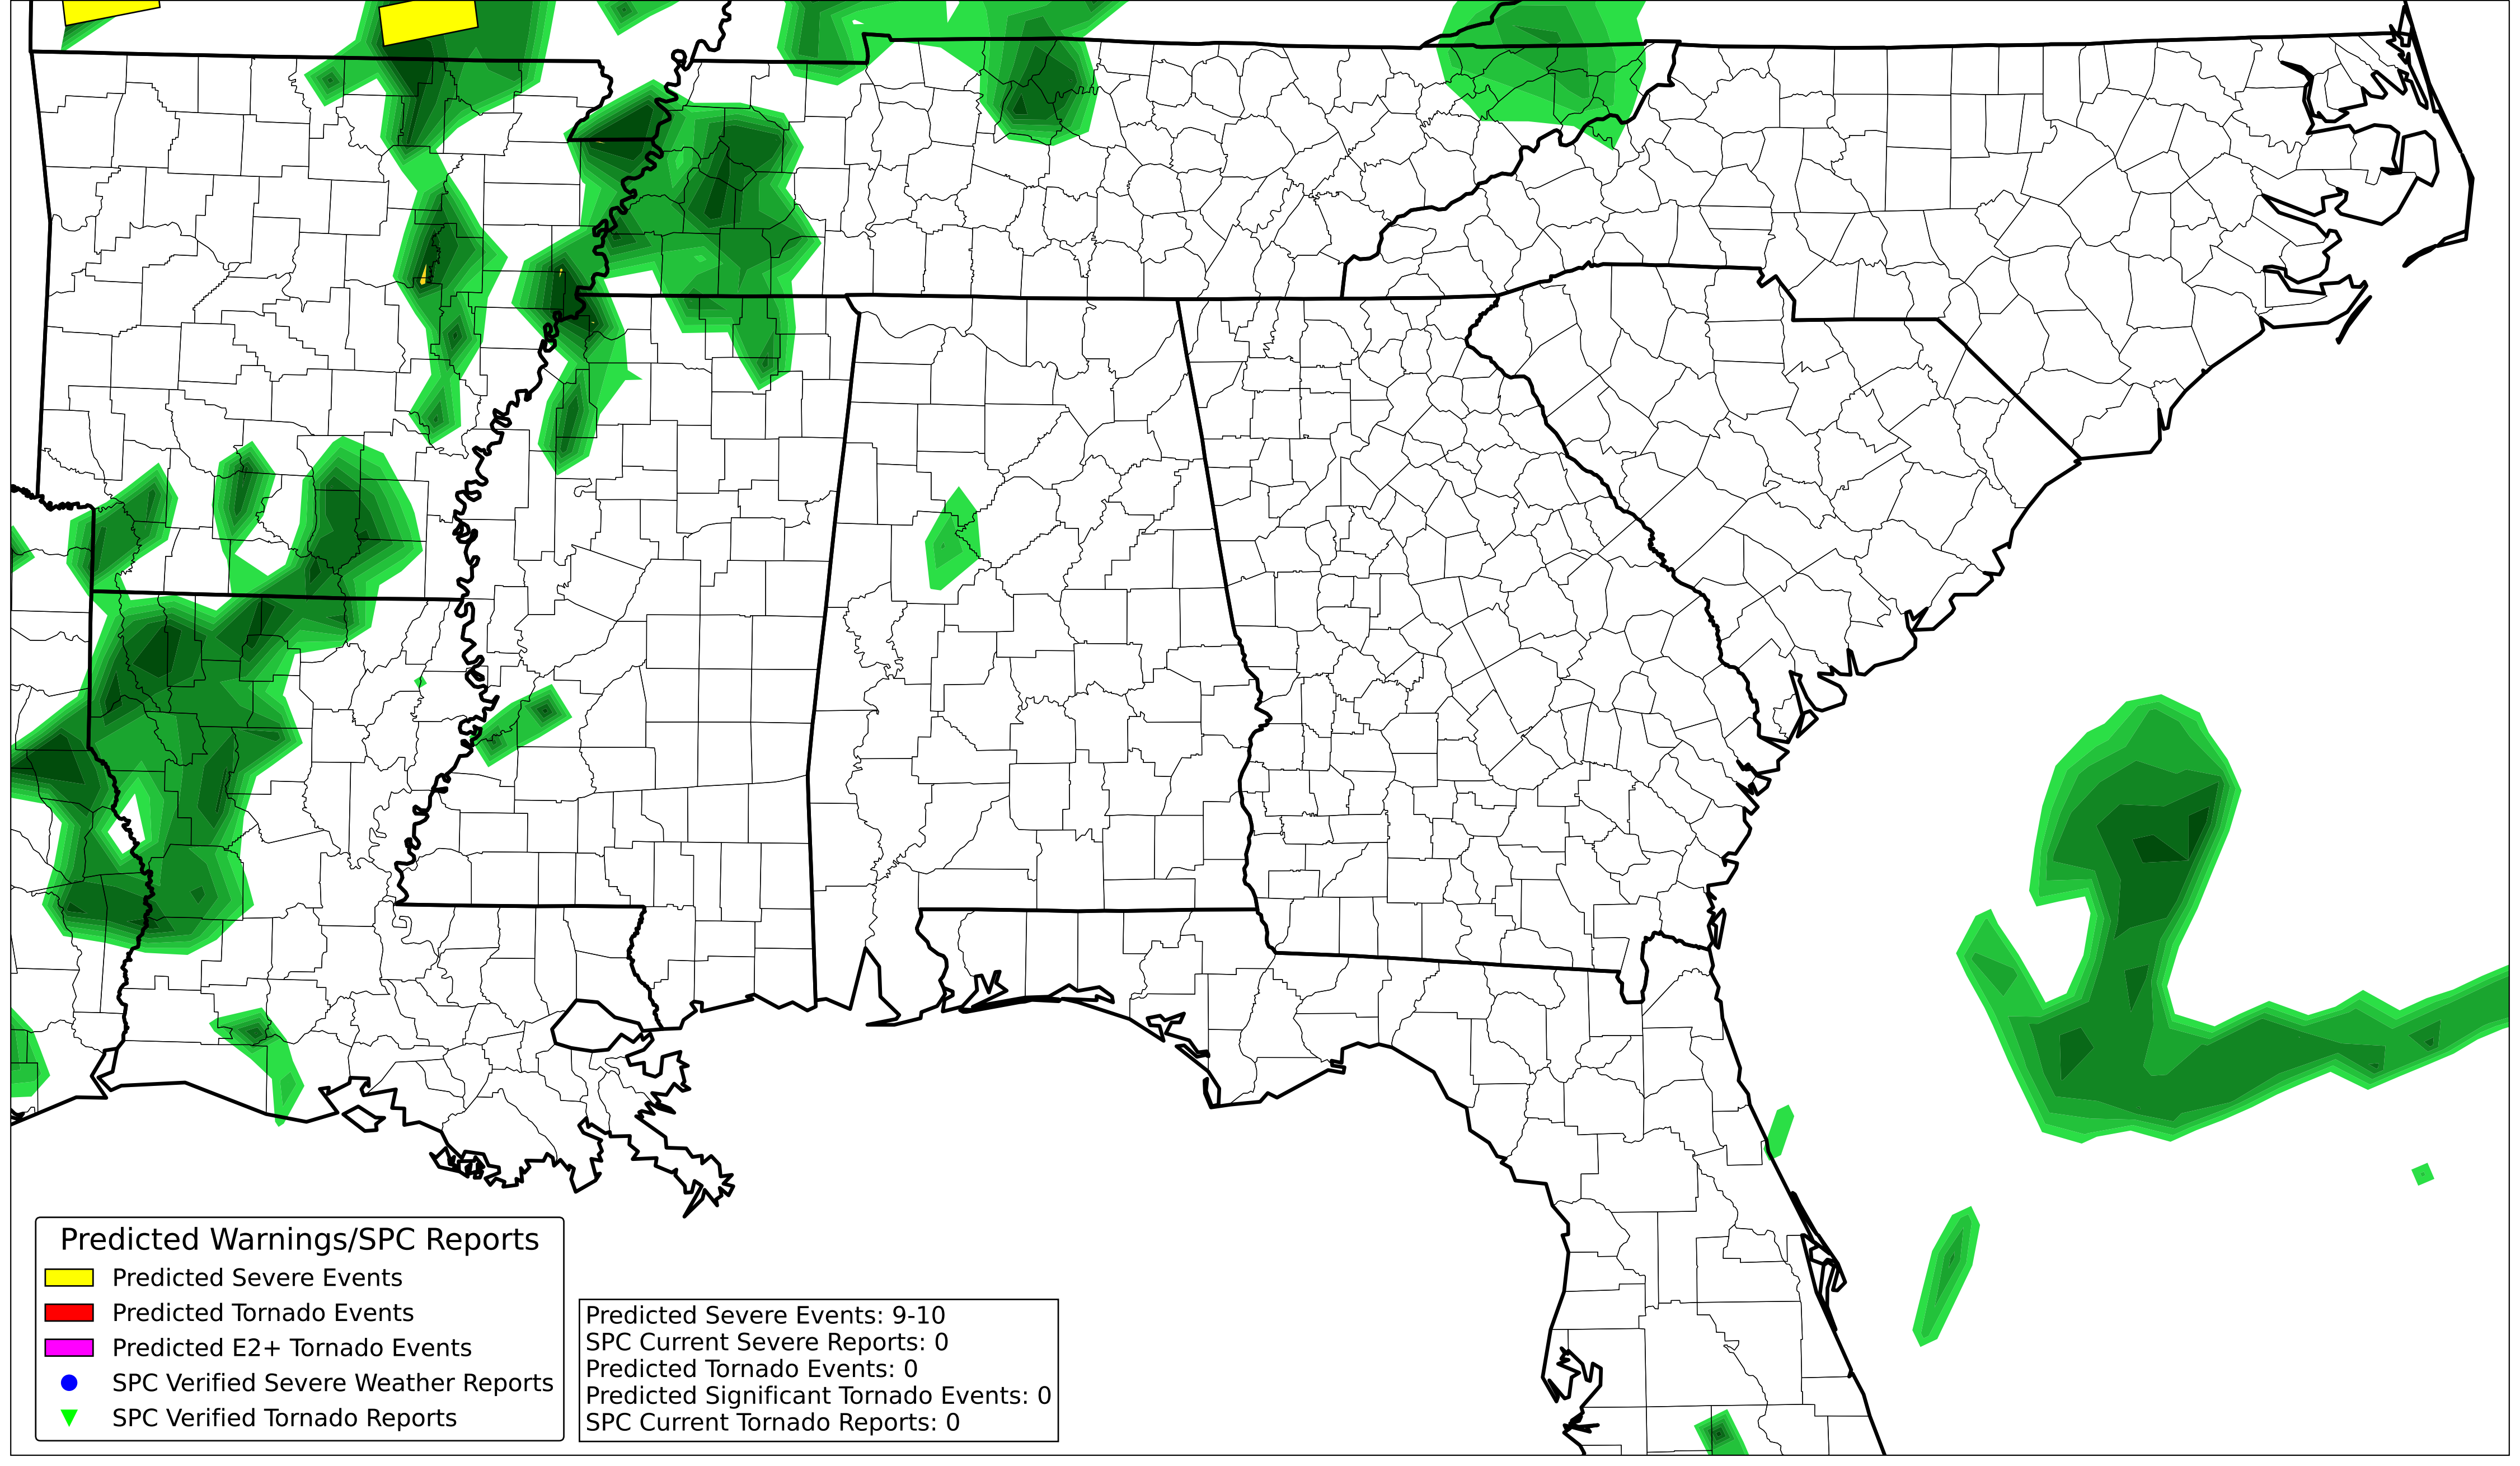 Predicted Warnings/SPC Reports
Predicted Severe Events
Predicted Tornado Events
Predicted E2+ Tornado Events
SPC Verified Severe Weather Reports
SPC Verified Tornado Reports
Predicted Severe Events: 9-10
SPC Current Severe Reports: 0
Predicted Tornado Events: 0
Predicted Significant Tornado Events: 0
SPC Current Tornado Reports: 0